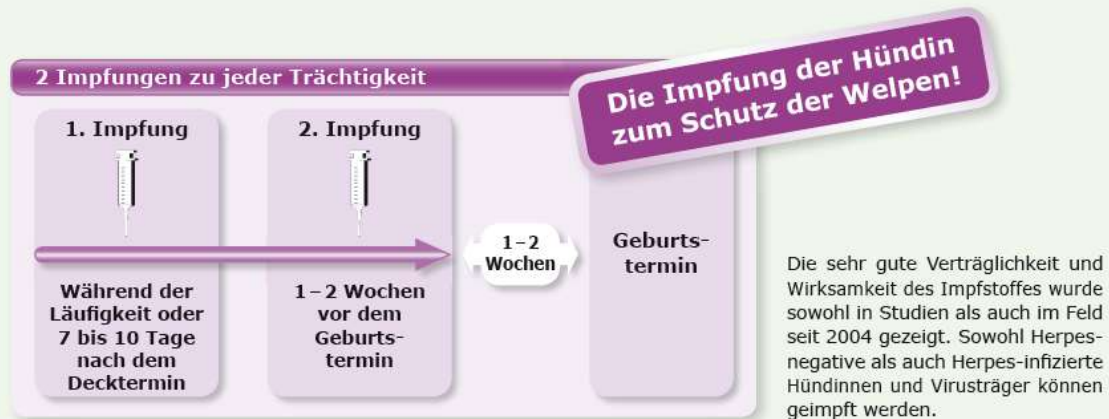 2 Impfungen zu jeder Trächtigkeit
Die Impfung der Hündin
zum Schutz der Welpen!
1. Impfung
Während der
Läufigkeit oder
7 bis 10 Tage
nach dem
Decktermin
2. Impfung
1–2 Wochen
vor dem
Geburts-
termin
1–2
Wochen
Geburts-
termin
Die sehr gute Verträglichkeit und
Wirksamkeit des Impfstoffes wurde
sowohl in Studien als auch im Feld
seit 2004 gezeigt. Sowohl Herpes-
negative als auch Herpes-infizierte
Hündinnen und Virusträger können
geimpft werden.